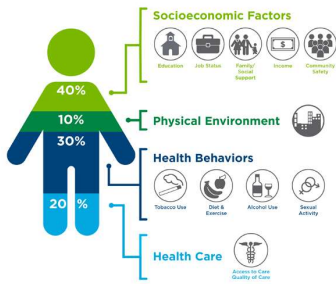 Socioeconomic Factors
Education
Job Status
Family/
Social
Support
Income
Community
Safety
40%
10%
Physical Environment
30%
Health Behaviors
Tobacco Use
Diet &
Exercise
Alcohol Use
Sexual
Activity
20 %
Health Care
Access to Care
Quality of Care